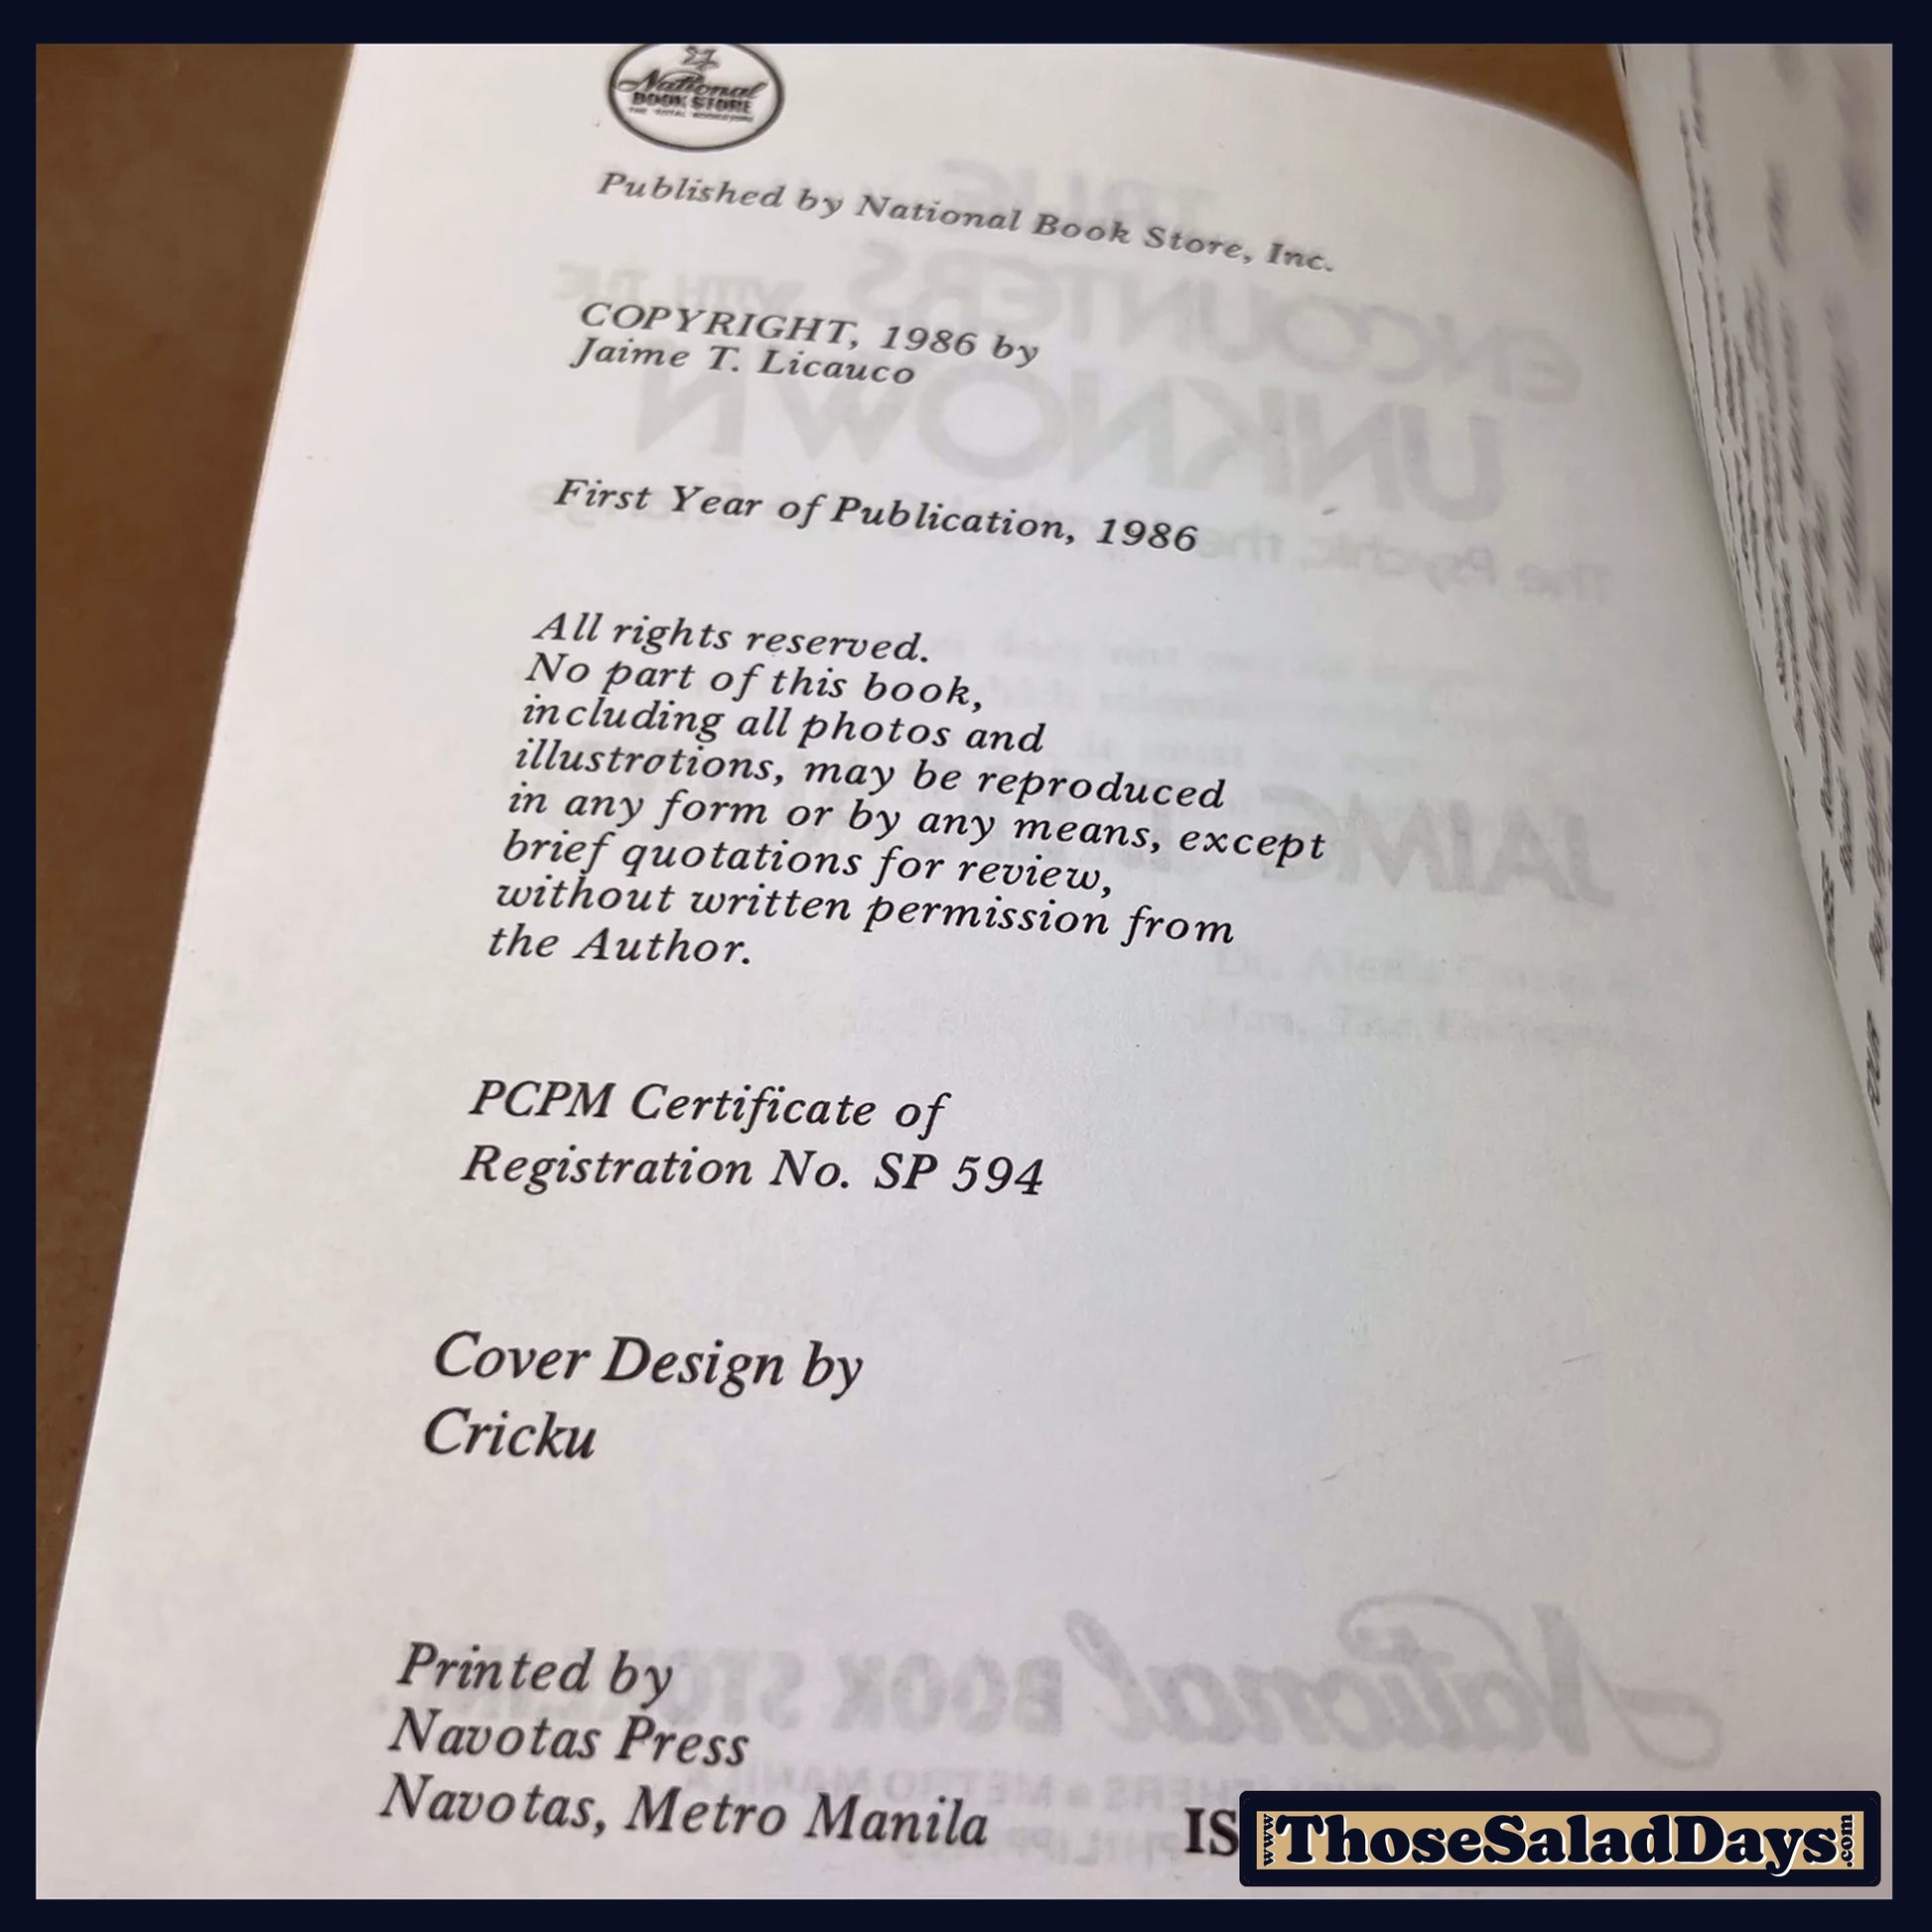 National
BOOK STORE
Published by National Book Store, Inc.
COPYRIGHT, 1986 by
Jaime T. Licauco
First Year of Publication, 1986
All rights reserved.
No part of this book,
including all photos and
illustrations, may be reproduced
in any form or by any means, except
brief quotations for review,
without written permission from
the Author.
PCPM Certificate of
Registration No. SP 594
Cover Design by
Cricku
Printed by
Navotas Press
Navotas, Metro Manila
IS
www.ThoseSaladDays.com